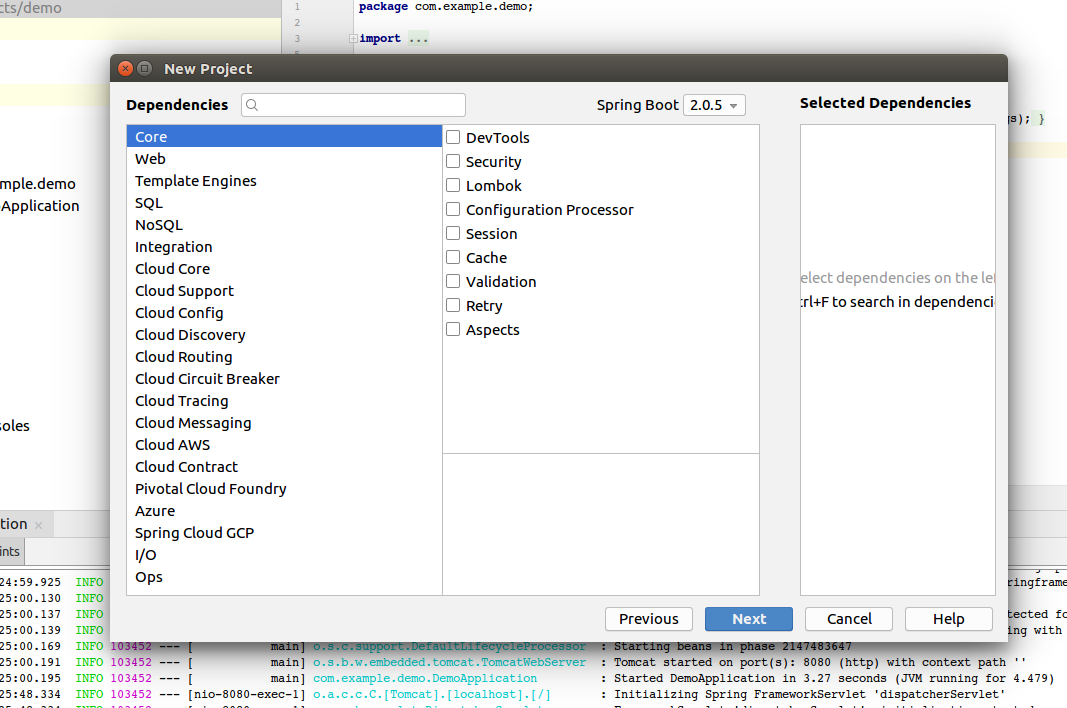 cts/demo
1 package com.example.demo;
2
3 import ...
New Project
Dependencies
Spring Boot 2.0.5
Selected Dependencies
Core
Web
Template Engines
SQL
NoSQL
Integration
Cloud Core
Cloud Support
Cloud Config
Cloud Discovery
Cloud Routing
Cloud Circuit Breaker
Cloud Tracing
Cloud Messaging
Cloud AWS
Cloud Contract
Pivotal Cloud Foundry
Azure
Spring Cloud GCP
I/O
Ops
DevTools
Security
Lombok
Configuration Processor
Session
Cache
Validation
Retry
Aspects
elect dependencies on the lef
trl+F to search in dependenci
Previous
Next
Cancel
Help
s); }
mple.demo
Application
soles
tion
ints
24:59.925 INFO ringframe
25:00.130 INFO
25:00.137 INFO tected fo
25:00.139 INFO ing with
25:00.169 INFO 103452 --- [ main] o.s.c.support.DefaultLifecycleProcessor : Starting beans in phase 2147483647
25:00.191 INFO 103452 --- [ main] o.s.b.w.embedded.tomcat.TomcatWebServer : Tomcat started on port(s): 8080 (http) with context path ''
25:00.195 INFO 103452 --- [ main] com.example.demo.DemoApplication : Started DemoApplication in 3.27 seconds (JVM running for 4.479)
25:48.334 INFO 103452 --- [nio-8080-exec-1] o.a.c.c.C.[Tomcat].[localhost].[/] : Initializing Spring FrameworkServlet 'dispatcherServlet'